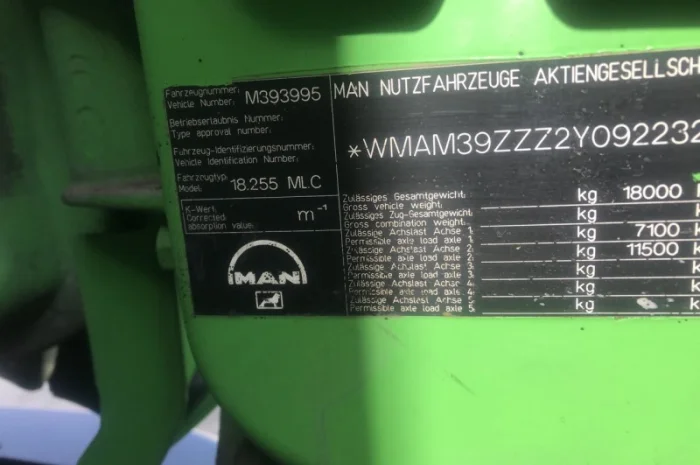 Fahrzeugnummer:
Vehicle Number: M393995
Betriebserlaubnis Nummer:
Type approval number:
Fahrzeug-Identifizierungsnummer:
Vehicle Identification Number:
Fahrzeugtyp:
Model: 18.255 MLC
K-Wert:
Corrected
absorption value: m⁻¹
MAN
MAN NUTZFAHRZEUGE AKTIENGESELLSCH
*WMAM39ZZZ2Y092232
Zulässiges Gesamtgewicht: kg 18000
Gross vehicle weight:
Zulässiges Zug-Gesamtgewicht: kg
Gross combination weight:
Zulässige Achslast Achse 1: kg 7100
Permissible axle load axle 1:
Zulässige Achslast Achse 2: kg 11500
Permissible axle load axle 2:
Zulässige Achslast Achse 3: kg
Permissible axle load axle 3:
Zulässige Achslast Achse 4: kg
Permissible axle load axle 4:
Zulässige Achslast Achse 5: kg
Permissible axle load axle 5: